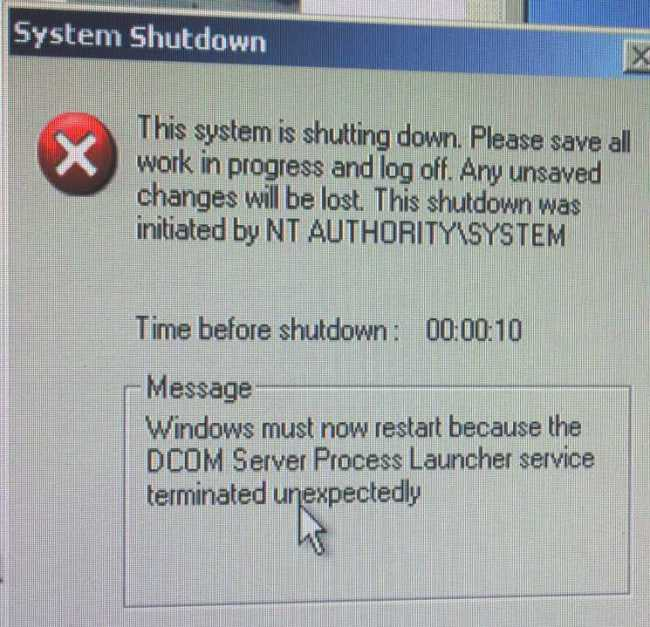 System Shutdown
This system is shutting down. Please save all
work in progress and log off. Any unsaved
changes will be lost. This shutdown was
initiated by NT AUTHORITY\SYSTEM
Time before shutdown : 00:00:10
Message
Windows must now restart because the
DCOM Server Process Launcher service
terminated unexpectedly